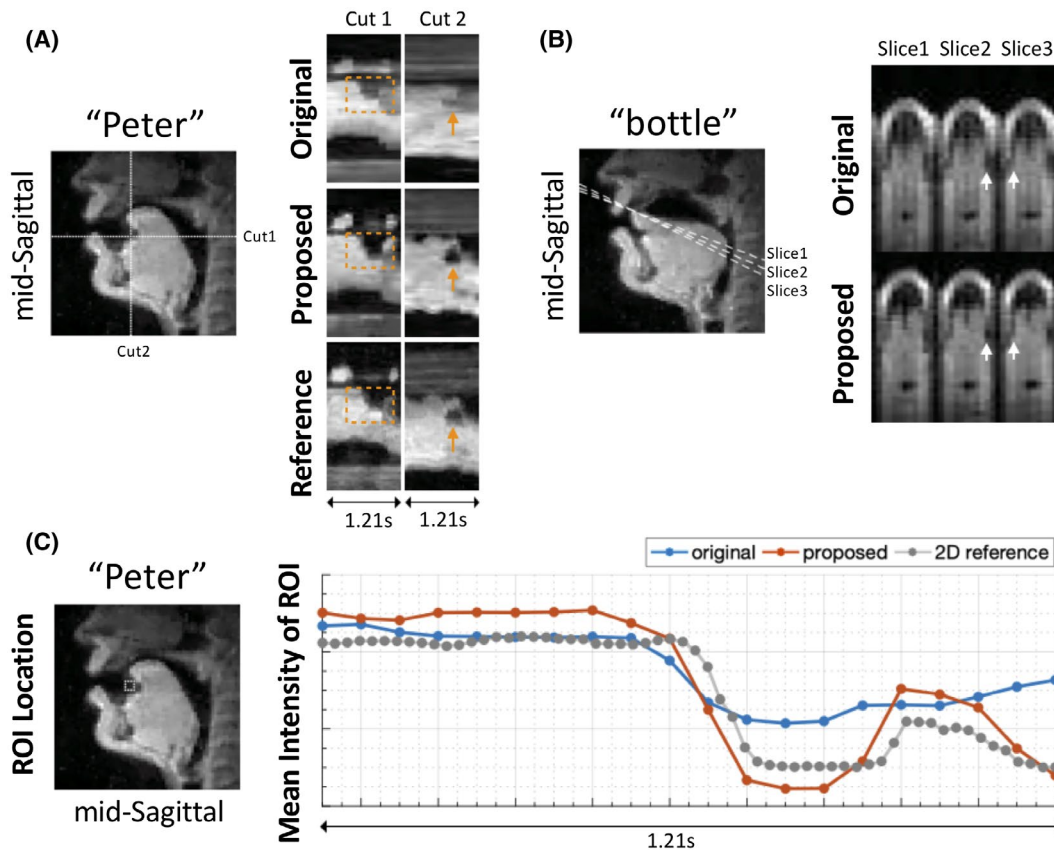 (A)
Cut 1 Cut 2
"Peter"
mid-Sagittal
Cut1
Cut2
Original
Proposed
Reference
1.21s 1.21s
(B)
Slice1 Slice2 Slice3
"bottle"
mid-Sagittal
Slice1
Slice2
Slice3
Original
Proposed
(C)
"Peter"
ROI Location
mid-Sagittal
original proposed 2D reference
Mean Intensity of ROI
1.21s